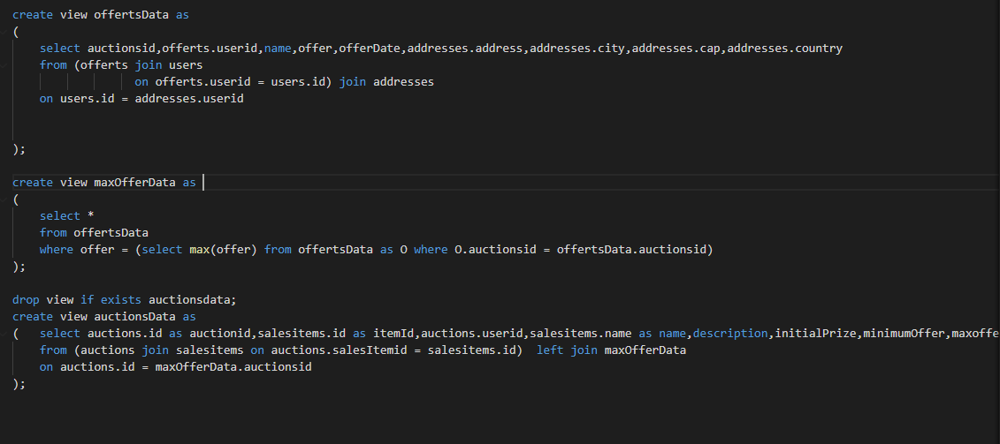 create view offertsData as
(
select auctionsid,offerts.userid,name,offer,offerDate,addresses.address,addresses.city,addresses.cap,addresses.country
from (offerts join users
on offerts.userid = users.id) join addresses
on users.id = addresses.userid
);
create view maxOfferData as
(
select *
from offertsData
where offer = (select max(offer) from offertsData as O where O.auctionsid = offertsData.auctionsid)
);
drop view if exists auctionsdata;
create view auctionsData as
( select auctions.id as auctionid,salesitems.id as itemId,auctions.userid,salesitems.name as name,description,initialPrize,minimumOffer,maxoffe
from (auctions join salesitems on auctions.salesItemid = salesitems.id) left join maxOfferData
on auctions.id = maxOfferData.auctionsid
);